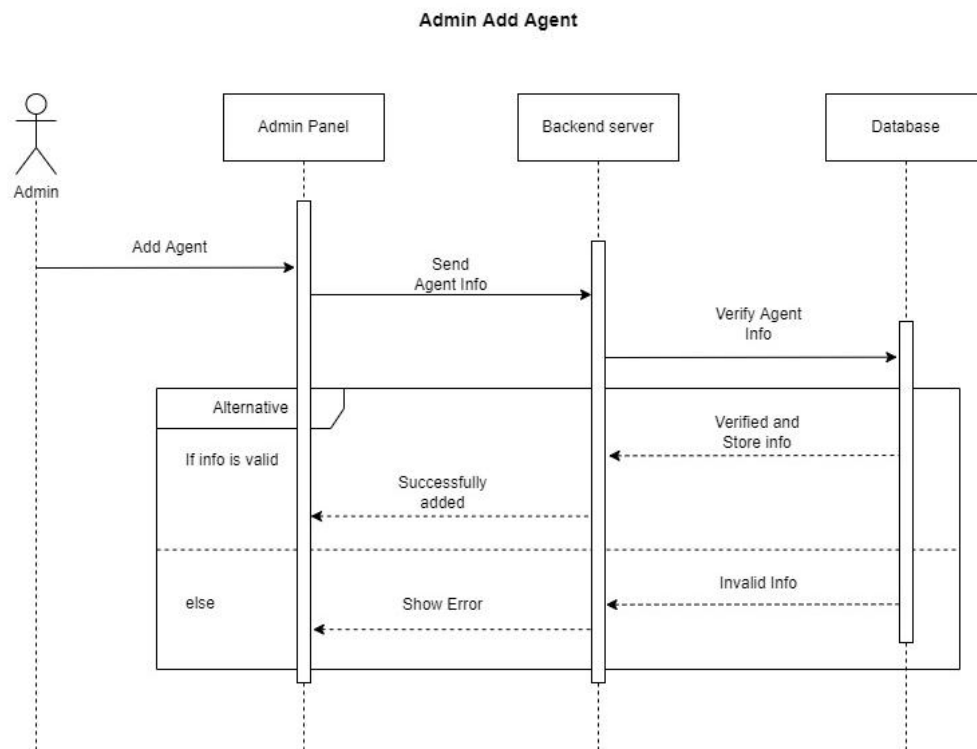 Admin Add Agent
Admin Panel
Backend server
Database
Admin
Add Agent
Send
Agent Info
Verify Agent
Info
Alternative
Verified and
Store info
If info is valid
Successfully
added
Invalid Info
else
Show Error